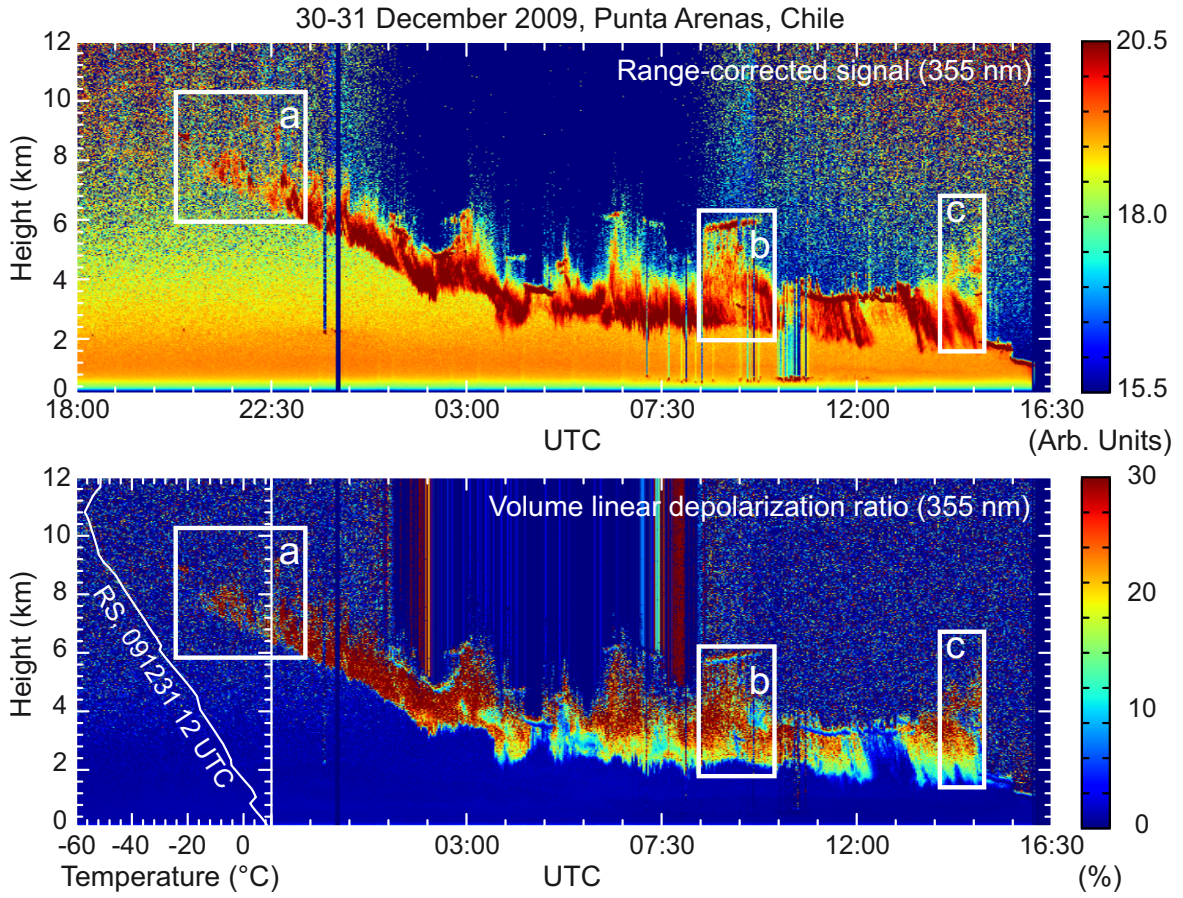 30-31 December 2009, Punta Arenas, Chile
Range-corrected signal (355 nm)
Height (km)
12
10
8
6
4
2
0
a
b
c
20.5
18.0
15.5
18:00 22:30 03:00 07:30 12:00 16:30
UTC
(Arb. Units)
Volume linear depolarization ratio (355 nm)
Height (km)
12
10
8
6
4
2
0
a
b
c
RS, 091231 12 UTC
30
20
10
0
-60 -40 -20 0 03:00 07:30 12:00 16:30
Temperature (°C) UTC (%)